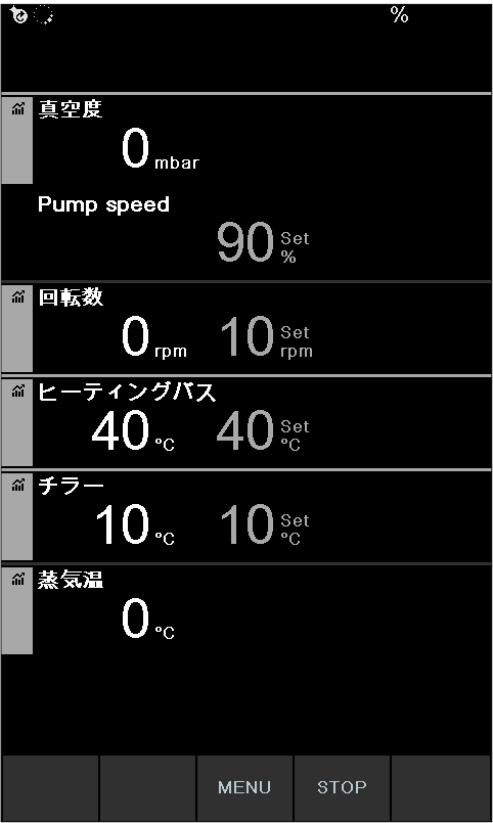 %
真空度
0 mbar
Pump speed
90 Set %
回転数
0 rpm 10 Set rpm
ヒーティングバス
40 °C 40 Set °C
チラー
10 °C 10 Set °C
蒸気温
0 °C
MENU STOP